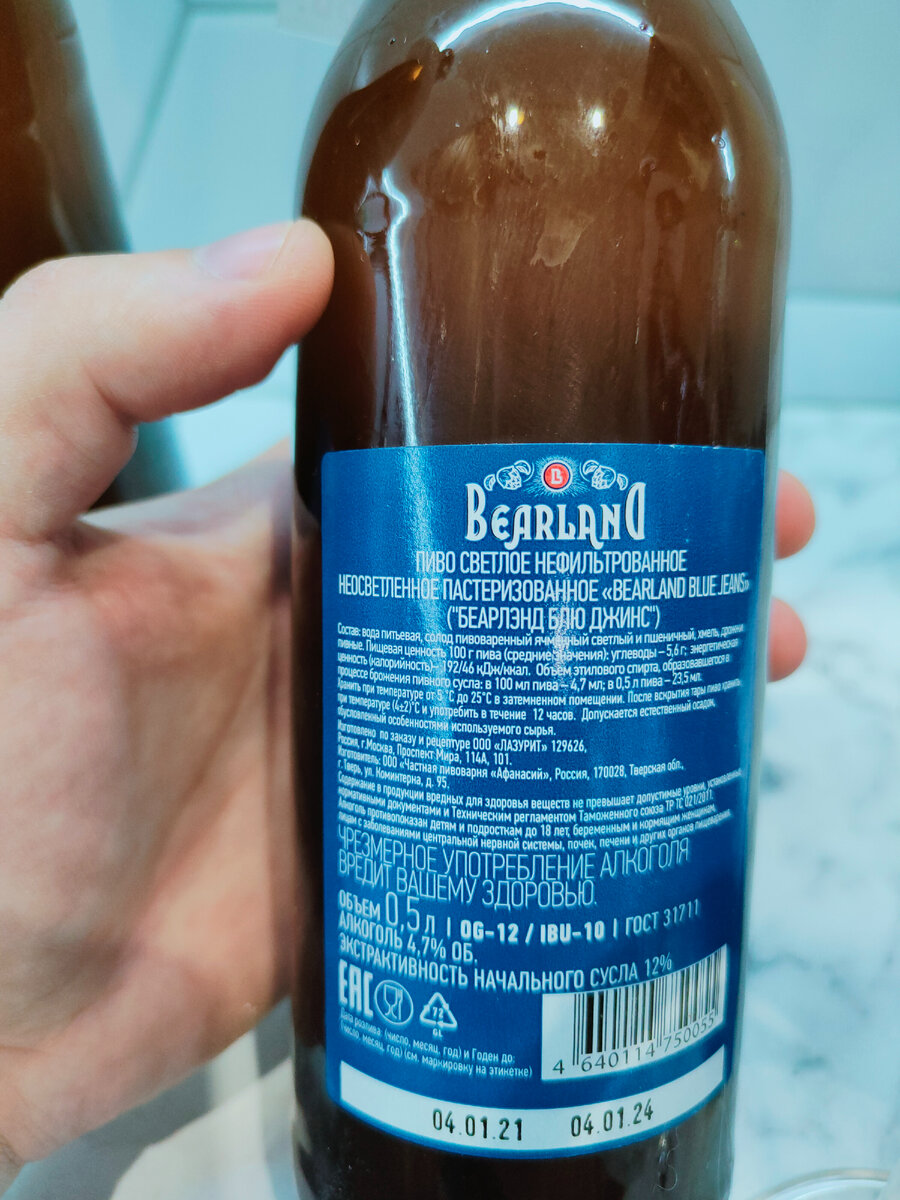 B
BEARLAND
ПИВО СВЕТЛОЕ НЕФИЛЬТРОВАННОЕ
НЕОСВЕТЛЕННОЕ ПАСТЕРИЗОВАННОЕ «BEARLAND BLUE JEANS»
("БЕАРЛЭНД БЛЮ ДЖИНС")
Состав: вода питьевая, солод пивоваренный ячменный светлый и пшеничный, хмель, дрожжи
пивные. Пищевая ценность 100 г пива (средние значения): углеводы – 5,6 г; энергетическая
ценность (калорийность) – 192/46 кДж/ккал. Объем этилового спирта, образовавшегося в
процессе брожения пивного сусла: в 100 мл пива – 4,7 мл; в 0,5 л пива – 23,5 мл.
Хранить при температуре от 5 °С до 25°С в затемненном помещении. После вскрытия тары пиво хранить
при температуре (4±2)°С и употребить в течение 12 часов. Допускается естественный осадок,
обусловленный особенностями используемого сырья.
Изготовлено по заказу и рецептуре ООО «ЛАЗУРИТ» 129626,
Россия, г.Москва, Проспект Мира, 114А, 101.
Изготовитель: ООО «Частная пивоварня «Афанасий», Россия, 170028, Тверская обл.,
г. Тверь, ул. Коминтерна, д. 95.
Содержание в продукции вредных для здоровья веществ не превышает допустимые уровни, установленные
нормативными документами и Техническим регламентом Таможенного союза ТР ТС 021/2011.
Алкоголь противопоказан детям и подросткам до 18 лет, беременным и кормящим женщинам,
лицам с заболеваниями центральной нервной системы, почек, печени и других органов пищеварения.
ЧРЕЗМЕРНОЕ УПОТРЕБЛЕНИЕ АЛКОГОЛЯ
ВРЕДИТ ВАШЕМУ ЗДОРОВЬЮ.
ОБЪЕМ 0,5 л | OG-12 / IBU-10 | ГОСТ 31711
АЛКОГОЛЬ 4,7% ОБ.
ЭКСТРАКТИВНОСТЬ НАЧАЛЬНОГО СУСЛА 12%
EAC
72
GL
Дата розлива: (число, месяц, год) и Годен до:
(число, месяц, год) (см. маркировку на этикетке)
4 640114 750055
04.01.21 04.01.24